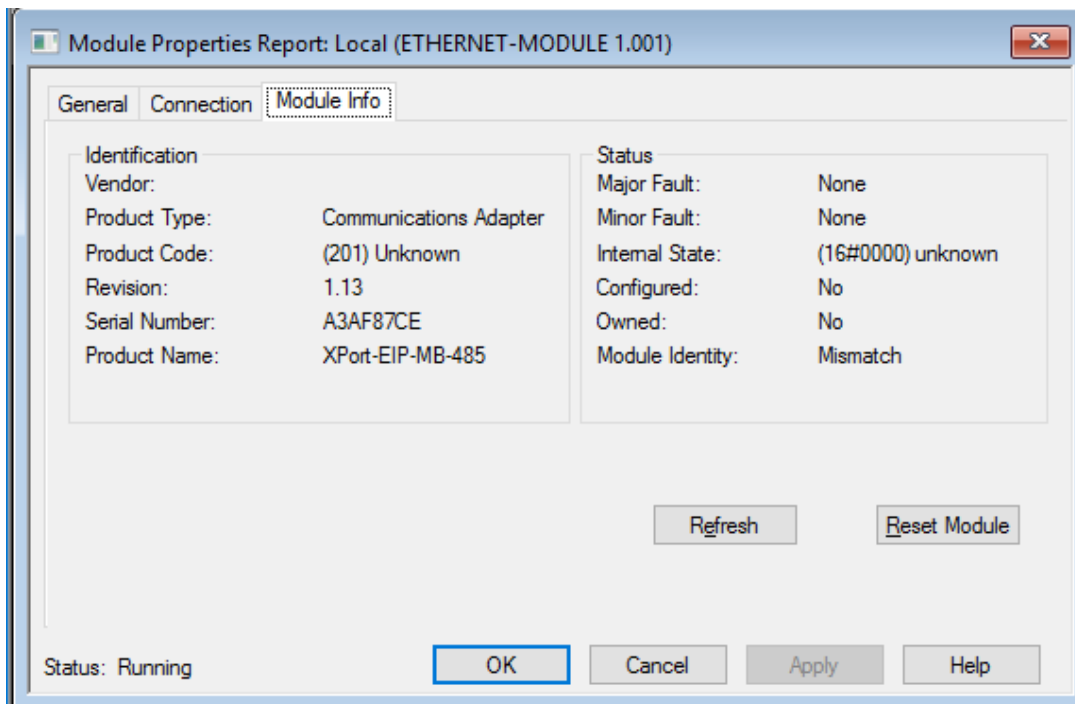 Module Properties Report: Local (ETHERNET-MODULE 1.001)
General Connection Module Info
Identification
Vendor:
Product Type: Communications Adapter
Product Code: (201) Unknown
Revision: 1.13
Serial Number: A3AF87CE
Product Name: XPort-EIP-MB-485
Status
Major Fault: None
Minor Fault: None
Internal State: (16#0000) unknown
Configured: No
Owned: No
Module Identity: Mismatch
Refresh Reset Module
Status: Running OK Cancel Apply Help